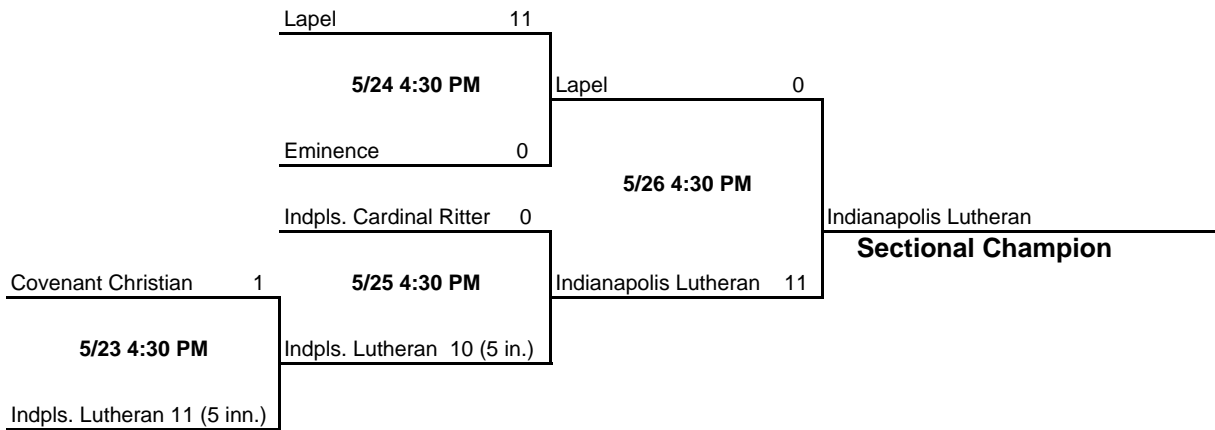 Lapel 11
5/24 4:30 PM
Lapel 0
Eminence 0
5/26 4:30 PM
Indpls. Cardinal Ritter 0
Indianapolis Lutheran
Sectional Champion
Covenant Christian 1
5/25 4:30 PM
Indianapolis Lutheran 11
5/23 4:30 PM
Indpls. Lutheran 10 (5 in.)
Indpls. Lutheran 11 (5 inn.)